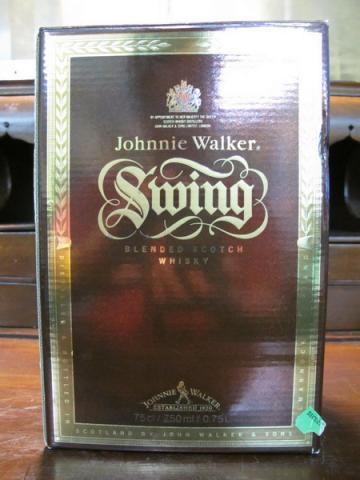 BY APPOINTMENT TO HER MAJESTY THE QUEEN
SCOTCH WHISKY DISTILLERS
JOHN WALKER & SONS LIMITED, LONDON
Johnnie Walker®
Swing
BLENDED SCOTCH
WHISKY
JOHNNIE WALKER
ESTABLISHED 1820
75cl / 750ml / 0.75L
SCOTLAND BY JOHN WALKER & SONS